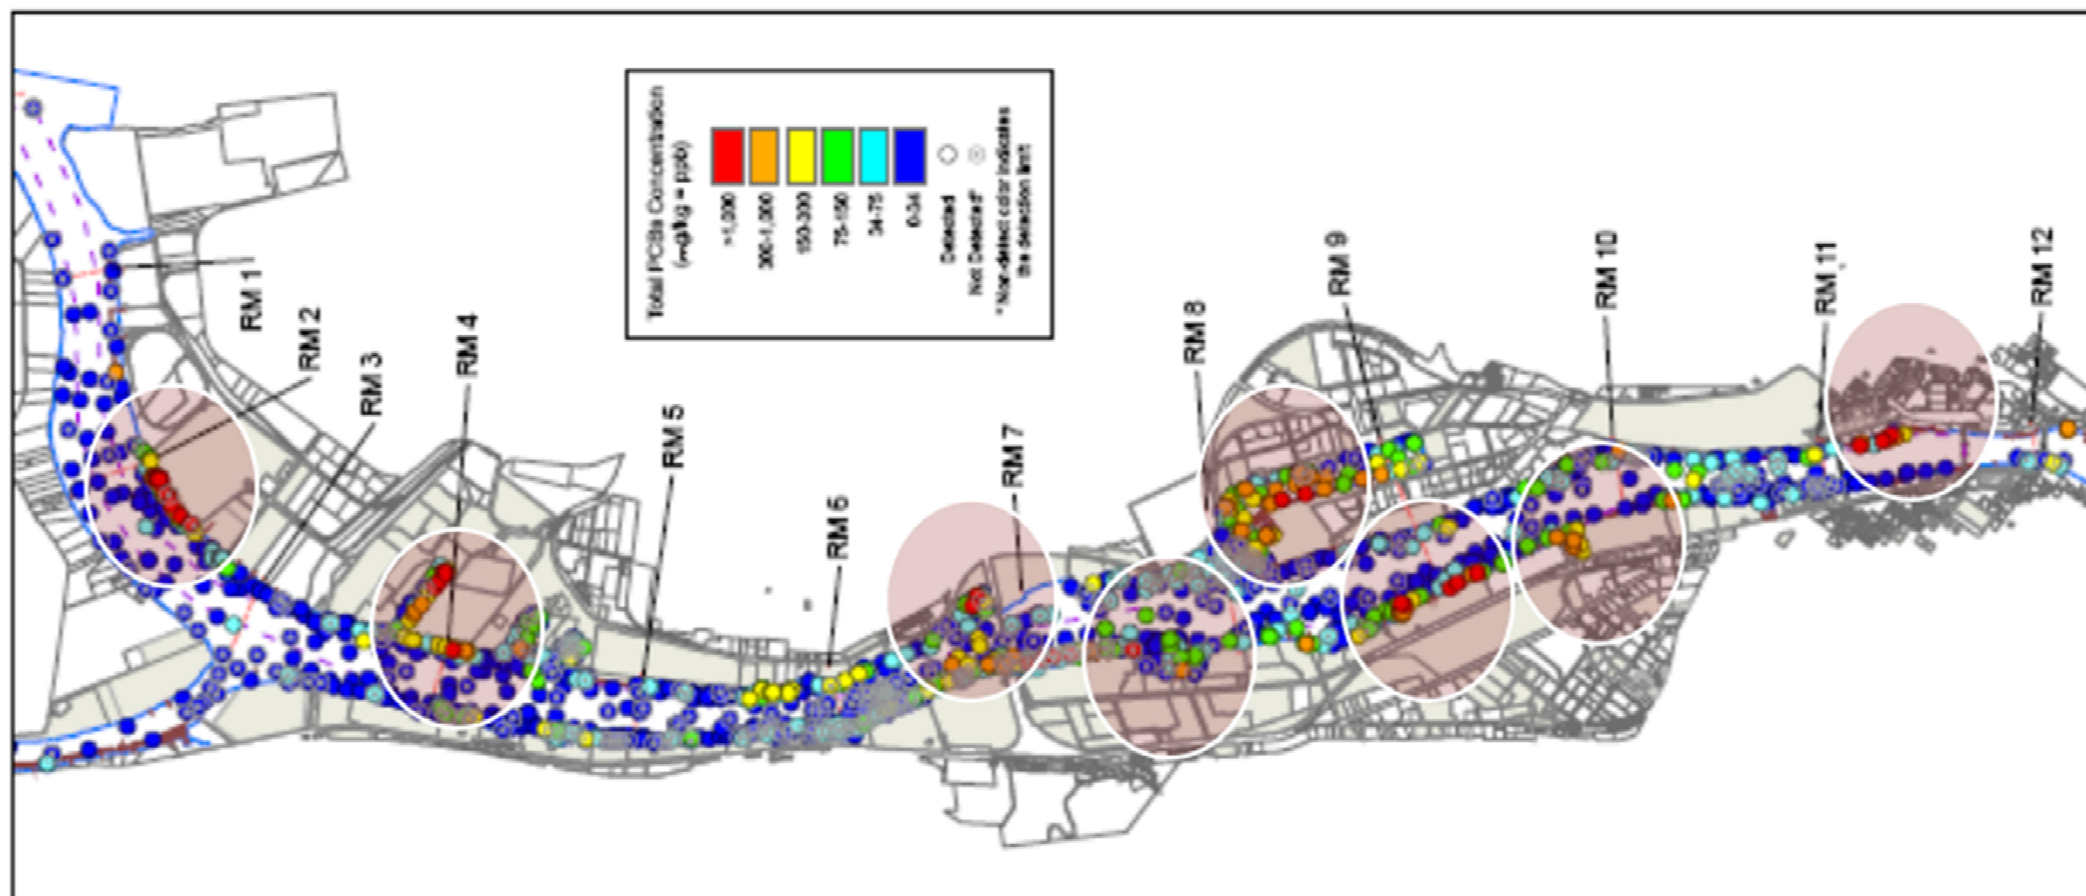 Total PCBs Concentration
(µg/kg = ppb)
>1,000
300-1,000
150-300
75-150
34-75
0-34
Detected
Not Detected*
*Non-detect color indicates
the detection limit
RM 1
RM 2
RM 3
RM 4
RM 5
RM 6
RM 7
RM 8
RM 9
RM 10
RM 11
RM 12